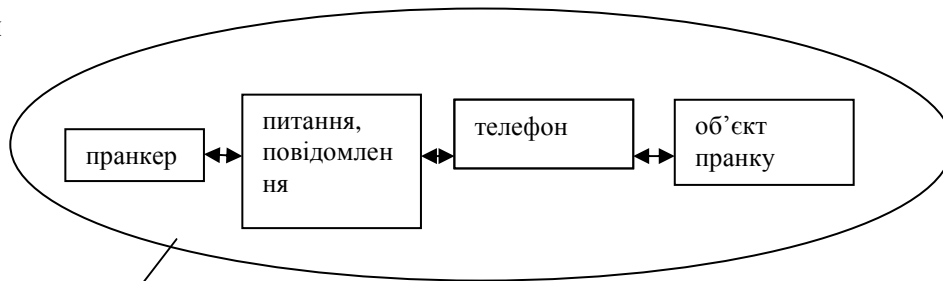 пранкер
питання,
повідомлен
ня
телефон
об’єкт
пранку